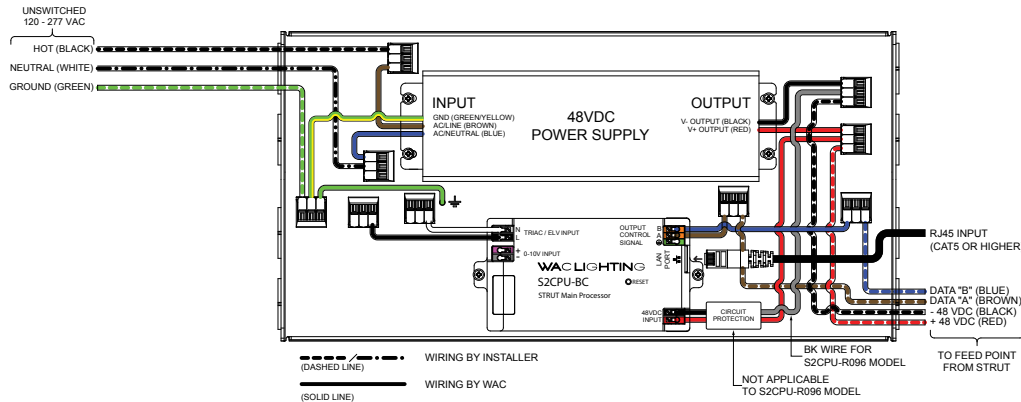 UNSWITCHED
120 - 277 VAC
HOT (BLACK)
NEUTRAL (WHITE)
GROUND (GREEN)
INPUT
GND (GREEN/YELLOW)
AC/LINE (BROWN)
AC/NEUTRAL (BLUE)
48VDC
POWER SUPPLY
OUTPUT
V- OUTPUT (BLACK)
V+ OUTPUT (RED)
N
L
TRIAC / ELV INPUT
+
-
0-10V INPUT
OUTPUT
CONTROL
SIGNAL
B
A
LAN
PORT
WAC LIGHTING
S2CPU-BC
STRUT Main Processor
RESET
48VDC
INPUT
CIRCUIT
PROTECTION
RJ45 INPUT
(CAT5 OR HIGHER
DATA "B" (BLUE)
DATA "A" (BROWN)
- 48 VDC (BLACK)
+ 48 VDC (RED)
TO FEED POINT
FROM STRUT
BK WIRE FOR
S2CPU-R096 MODEL
NOT APPLICABLE
TO S2CPU-R096 MODEL
WIRING BY INSTALLER
(DASHED LINE)
WIRING BY WAC
(SOLID LINE)